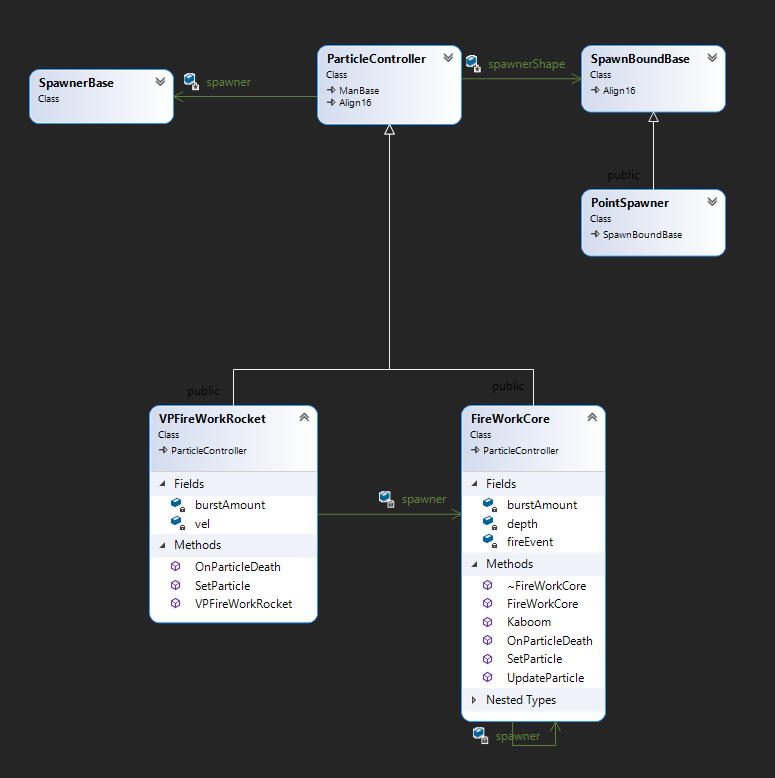 SpawnerBase
Class
spawner
ParticleController
Class
ManBase
Align16
spawnerShape
SpawnBoundBase
Class
Align16
public
PointSpawner
Class
SpawnBoundBase
public
public
VPFireWorkRocket
Class
ParticleController
Fields
burstAmount
vel
Methods
OnParticleDeath
SetParticle
VPFireWorkRocket
spawner
FireWorkCore
Class
ParticleController
Fields
burstAmount
depth
fireEvent
Methods
~FireWorkCore
FireWorkCore
Kaboom
OnParticleDeath
SetParticle
UpdateParticle
Nested Types
spawner